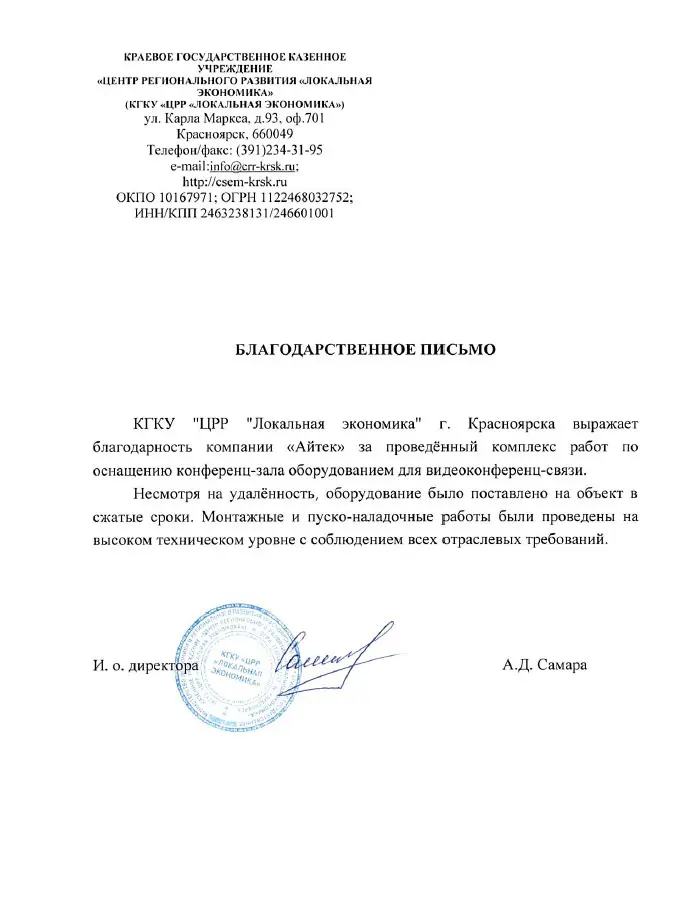 КРАЕВОЕ ГОСУДАРСТВЕННОЕ КАЗЕННОЕ
УЧРЕЖДЕНИЕ
«ЦЕНТР РЕГИОНАЛЬНОГО РАЗВИТИЯ «ЛОКАЛЬНАЯ
ЭКОНОМИКА»
(КГКУ «ЦРР «ЛОКАЛЬНАЯ ЭКОНОМИКА»)
ул. Карла Маркса, д.93, оф.701
Красноярск, 660049
Телефон/факс: (391)234-31-95
e-mail:info@crr-krsk.ru;
http://csem-krsk.ru
ОКПО 10167971; ОГРН 1122468032752;
ИНН/КПП 2463238131/246601001
БЛАГОДАРСТВЕННОЕ ПИСЬМО
КГКУ "ЦРР "Локальная экономика" г. Красноярска выражает
благодарность компании «Айтек» за проведённый комплекс работ по
оснащению конференц-зала оборудованием для видеоконференц-связи.
Несмотря на удалённость, оборудование было поставлено на объект в
сжатые сроки. Монтажные и пуско-наладочные работы были проведены на
высоком техническом уровне с соблюдением всех отраслевых требований.
И. о. директора
КГКУ «ЦРР
«ЛОКАЛЬНАЯ
ЭКОНОМИКА»
А.Д. Самара